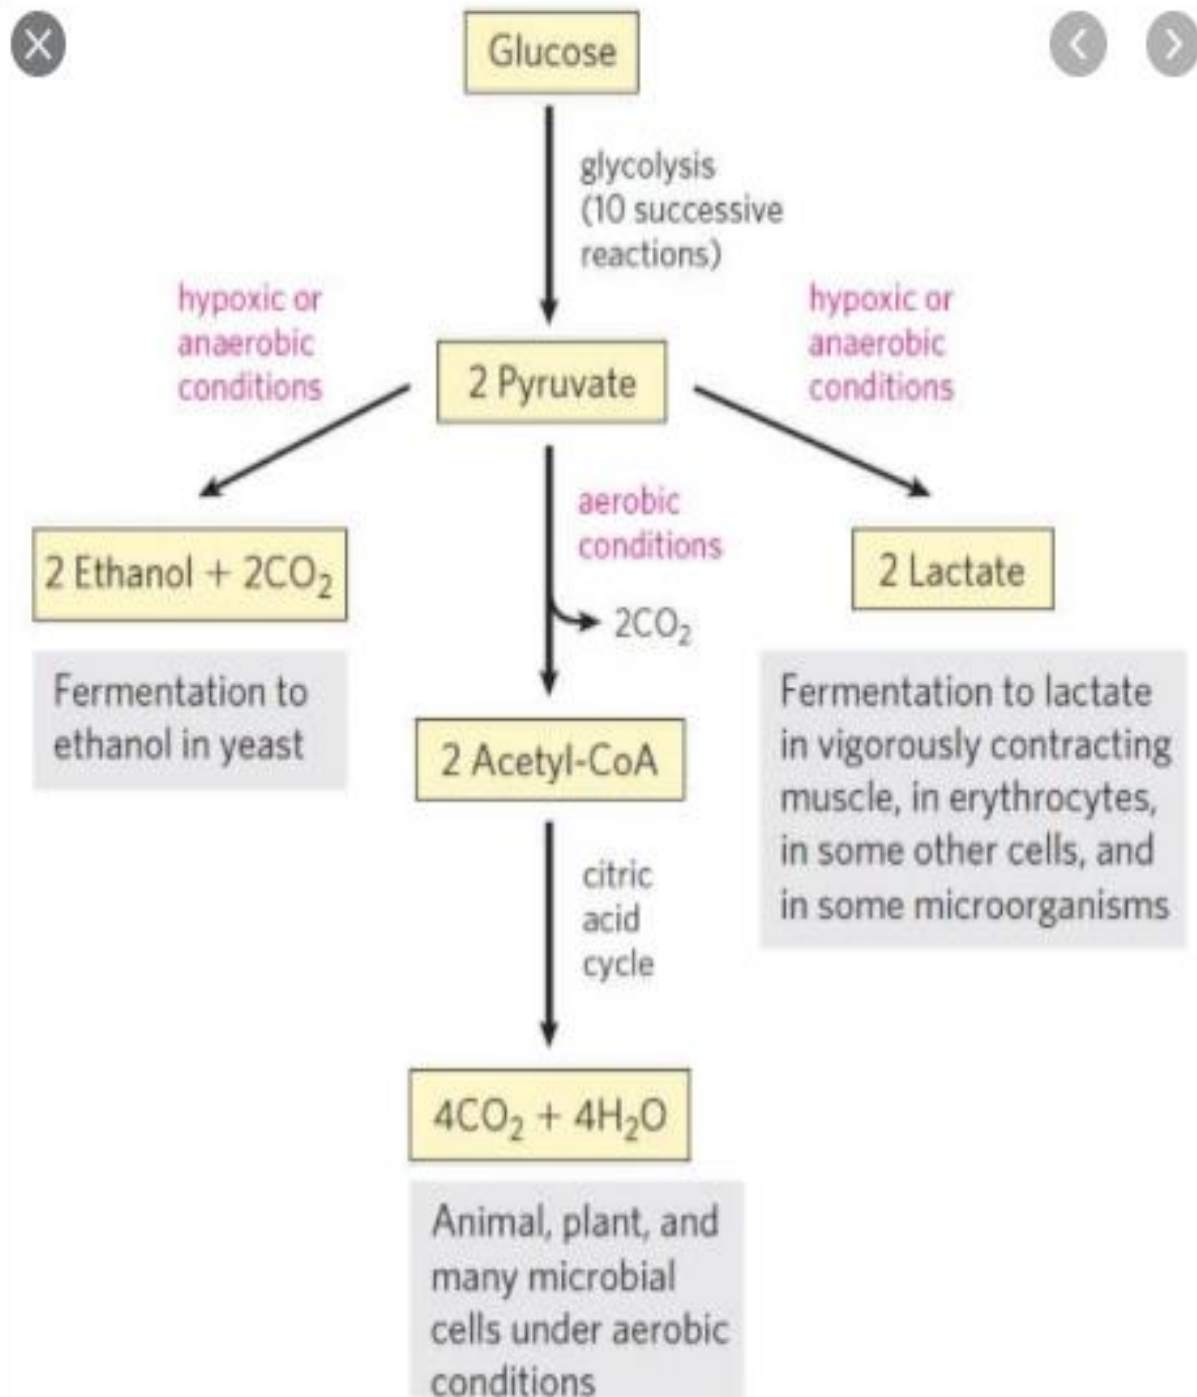 Glucose
glycolysis
(10 successive
reactions)
hypoxic or
anaerobic
conditions
hypoxic or
anaerobic
conditions
2 Pyruvate
aerobic
conditions
2 Ethanol + 2CO₂
2 Lactate
2CO₂
Fermentation to
ethanol in yeast
Fermentation to lactate
in vigorously contracting
muscle, in erythrocytes,
in some other cells, and
in some microorganisms
2 Acetyl-CoA
citric
acid
cycle
4CO₂ + 4H₂O
Animal, plant, and
many microbial
cells under aerobic
conditions